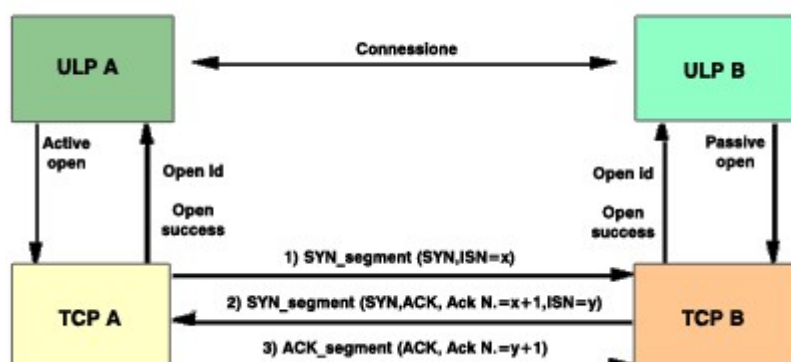 Connessione
ULP A
ULP B
Active
open
Open Id
Open
success
Open id
Open
success
Passive
open
1) SYN_segment (SYN,ISN=x)
TCP A
2) SYN_segment (SYN,ACK, Ack N.=x+1,ISN=y)
TCP B
3) ACK_segment (ACK, Ack N.=y+1)